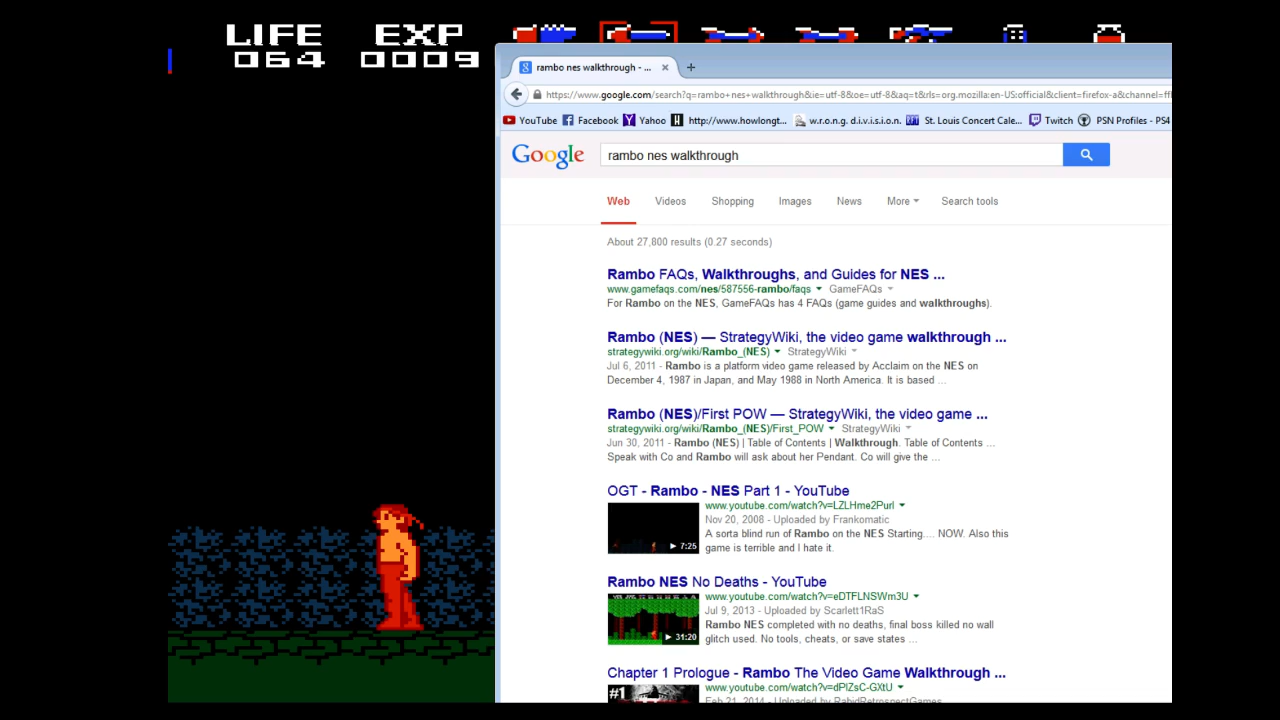 LIFE EXP
064 0009
rambo nes walkthrough - ...
https://www.google.com/search?q=rambo+nes+walkthrough&ie=utf-8&oe=utf-8&aq=t&rls=org.mozilla:en-US:official&client=firefox-a&channel=ff
YouTube Facebook Yahoo http://www.howlongt... w.r.o.n.g. d.i.v.i.s.i.o.n. St. Louis Concert Cale... Twitch PSN Profiles - PS4
Google rambo nes walkthrough
Web Videos Shopping Images News More Search tools
About 27,800 results (0.27 seconds)
Rambo FAQs, Walkthroughs, and Guides for NES ...
www.gamefaqs.com/nes/587556-rambo/faqs GameFAQs
For Rambo on the NES, GameFAQs has 4 FAQs (game guides and walkthroughs).
Rambo (NES) — StrategyWiki, the video game walkthrough ...
strategywiki.org/wiki/Rambo_(NES) StrategyWiki
Jul 6, 2011 - Rambo is a platform video game released by Acclaim on the NES on
December 4, 1987 in Japan, and May 1988 in North America. It is based ...
Rambo (NES)/First POW — StrategyWiki, the video game ...
strategywiki.org/wiki/Rambo_(NES)/First_POW StrategyWiki
Jun 30, 2011 - Rambo (NES) | Table of Contents | Walkthrough. Table of Contents ...
Speak with Co and Rambo will ask about her Pendant. Co will give the ...
OGT - Rambo - NES Part 1 - YouTube
www.youtube.com/watch?v=LZLHme2Purl
Nov 20, 2008 - Uploaded by Frankomatic
A sorta blind run of Rambo on the NES Starting.... NOW. Also this
game is terrible and I hate it.
7:25
Rambo NES No Deaths - YouTube
www.youtube.com/watch?v=eDTFLNSWm3U
Jul 9, 2013 - Uploaded by Scarlett1RaS
Rambo NES completed with no deaths, final boss killed no wall
glitch used. No tools, cheats, or save states ...
31:20
Chapter 1 Prologue - Rambo The Video Game Walkthrough ...
#1 www.youtube.com/watch?v=dPlZsC-GXtU
Feb 21, 2014 - Uploaded by RabidRetrospectGames